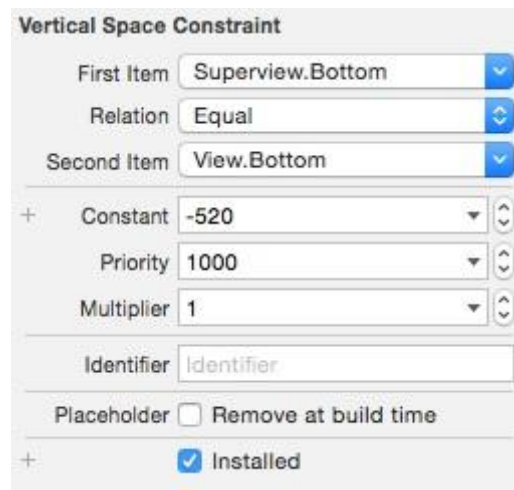 Vertical Space Constraint
First Item Superview.Bottom
Relation Equal
Second Item View.Bottom
+ Constant -520
Priority 1000
Multiplier 1
Identifier Identifier
Placeholder Remove at build time
+ Installed